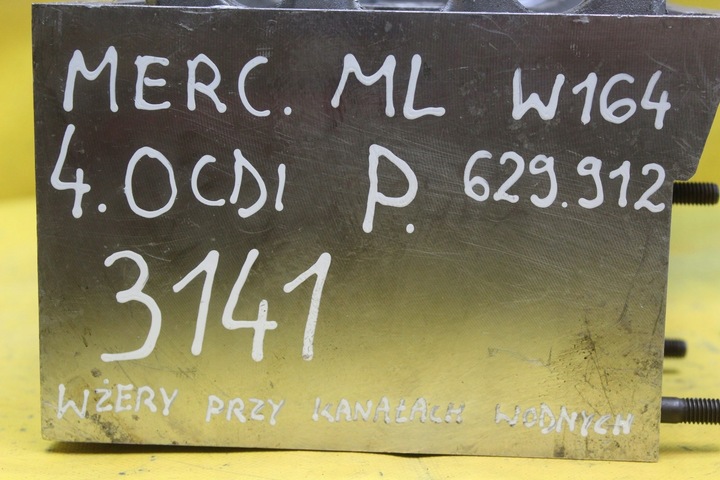 MERC. ML W164
4.0CDI P. 629.912
3141
WŻERY PRZY KANAŁACH WODNYCH